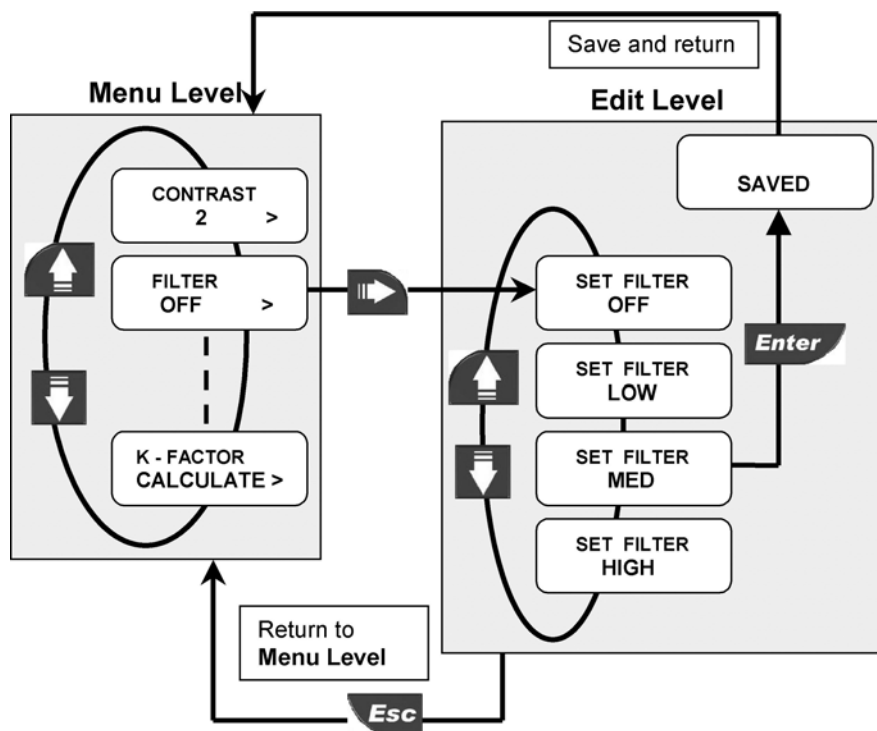 Save and return
Menu Level
Edit Level
CONTRAST
2 >
FILTER
OFF >
K - FACTOR
CALCULATE >
SAVED
SET FILTER
OFF
SET FILTER
LOW
SET FILTER
MED
SET FILTER
HIGH
Enter
Return to
Menu Level
Esc